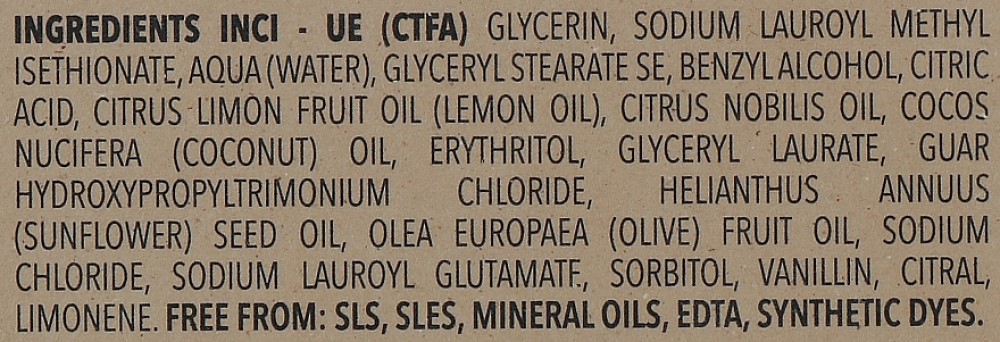 INGREDIENTS INCI - UE (CTFA) GLYCERIN, SODIUM LAUROYL METHYL
ISETHIONATE, AQUA (WATER), GLYCERYL STEARATE SE, BENZYL ALCOHOL, CITRIC
ACID, CITRUS LIMON FRUIT OIL (LEMON OIL), CITRUS NOBILIS OIL, COCOS
NUCIFERA (COCONUT) OIL, ERYTHRITOL, GLYCERYL LAURATE, GUAR
HYDROXYPROPYLTRIMONIUM CHLORIDE, HELIANTHUS ANNUUS
(SUNFLOWER) SEED OIL, OLEA EUROPAEA (OLIVE) FRUIT OIL, SODIUM
CHLORIDE, SODIUM LAUROYL GLUTAMATE, SORBITOL, VANILLIN, CITRAL,
LIMONENE. FREE FROM: SLS, SLES, MINERAL OILS, EDTA, SYNTHETIC DYES.